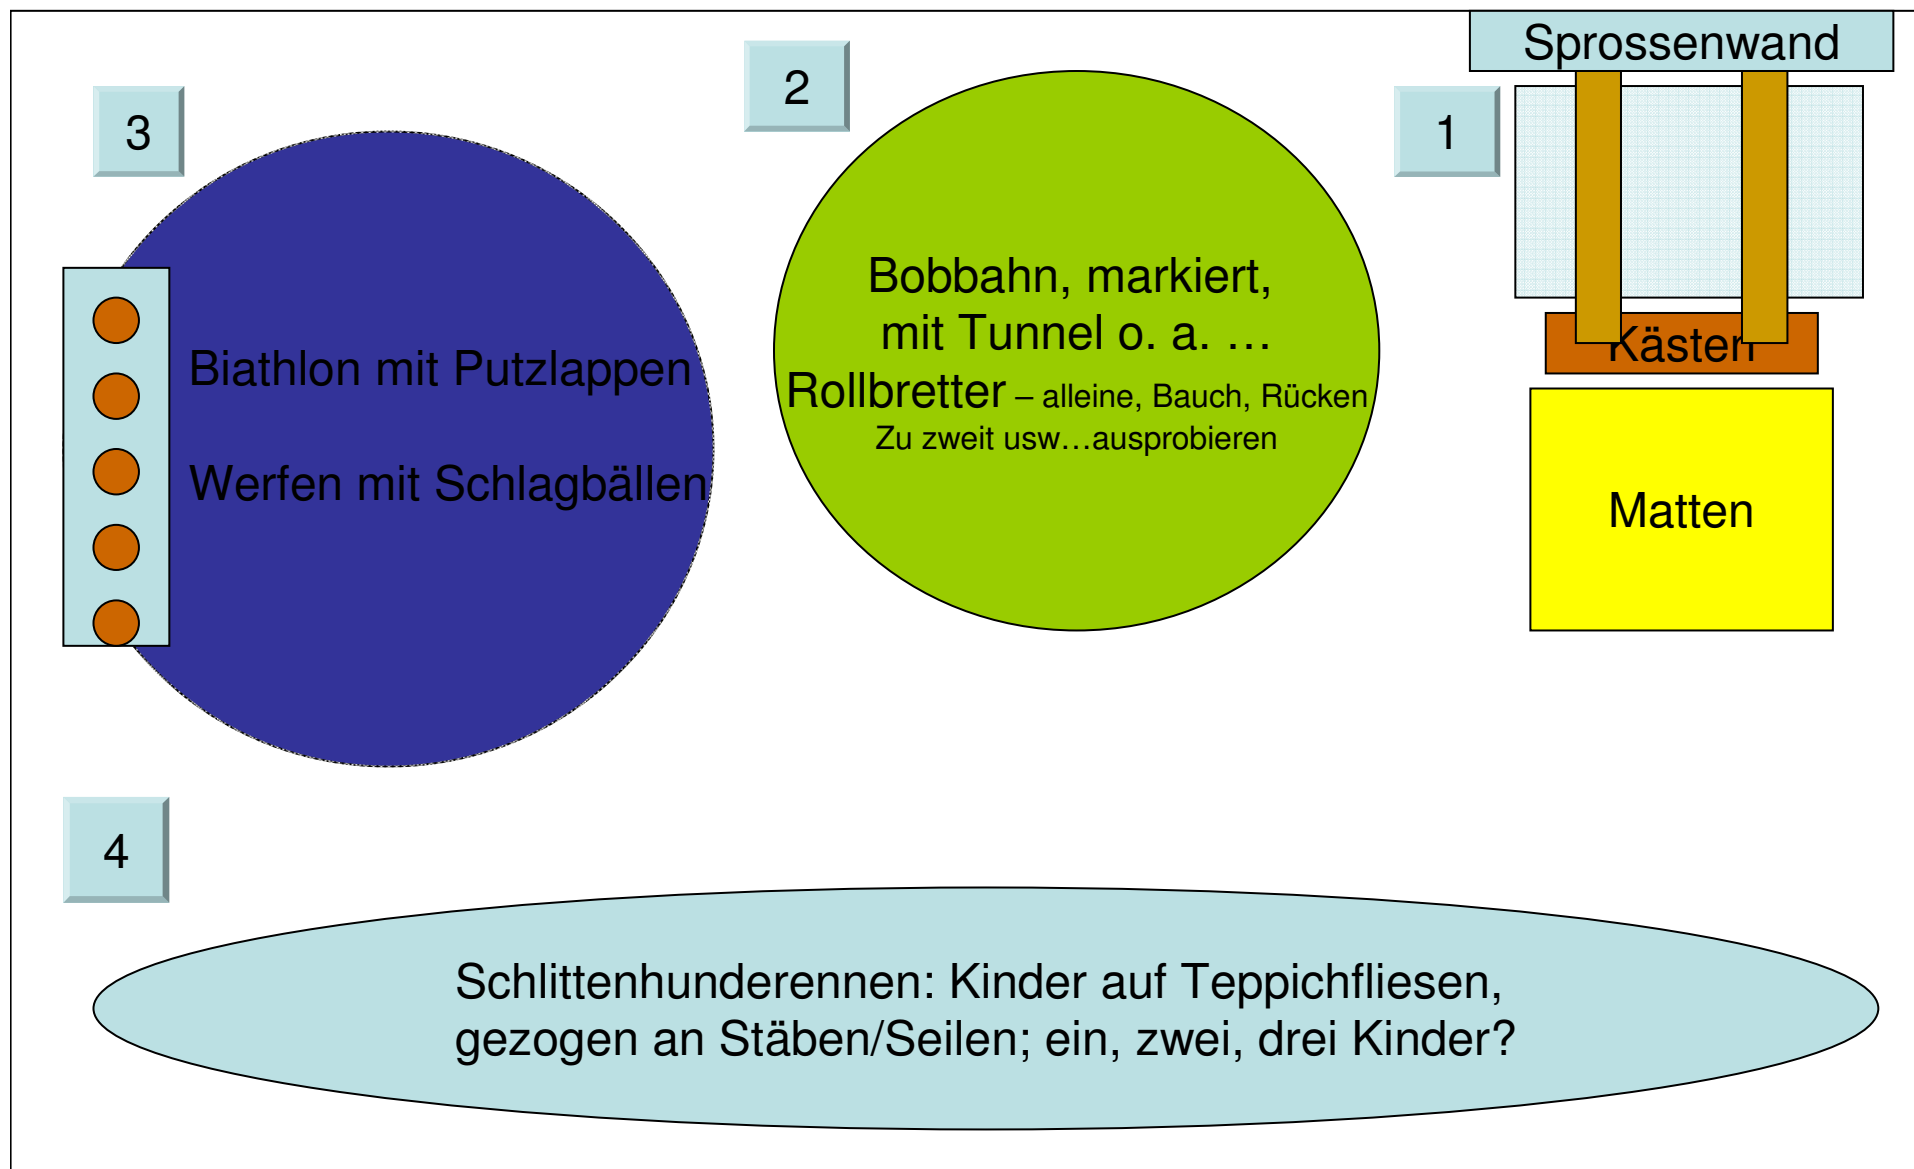 Sprossenwand
1
Kästen
Matten
2
Bobbahn, markiert,
mit Tunnel o. a. …
Rollbretter – alleine, Bauch, Rücken
Zu zweit usw…ausprobieren
3
Biathlon mit Putzlappen
Werfen mit Schlagbällen
4
Schlittenhunderennen: Kinder auf Teppichfliesen,
gezogen an Stäben/Seilen; ein, zwei, drei Kinder?